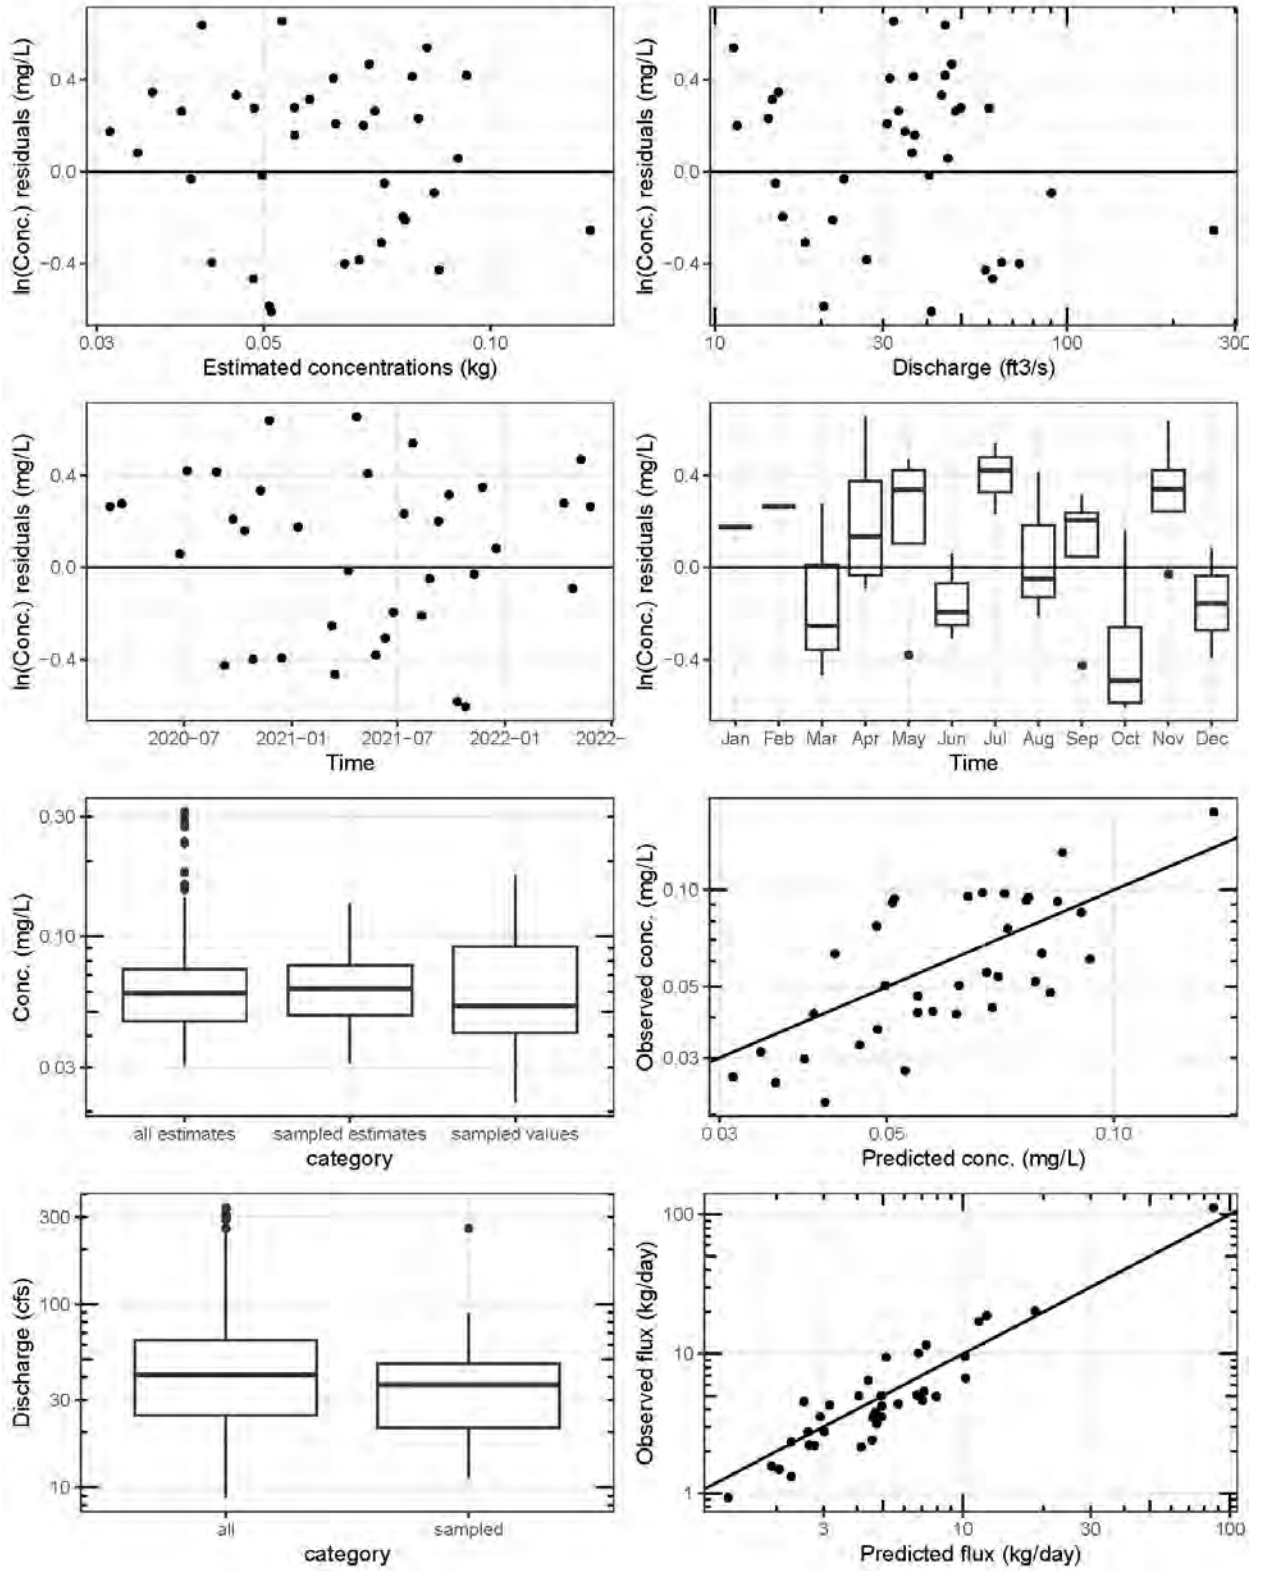 ln(Conc.) residuals (mg/L)
0.4
0.0
−0.4
0.03
0.05
0.10
Estimated concentrations (kg)
ln(Conc.) residuals (mg/L)
0.4
0.0
−0.4
10
30
100
300
Discharge (ft3/s)
ln(Conc.) residuals (mg/L)
0.4
0.0
−0.4
2020−07
2021−01
2021−07
2022−01
2022−
Time
ln(Conc.) residuals (mg/L)
0.4
0.0
−0.4
Jan
Feb
Mar
Apr
May
Jun
Jul
Aug
Sep
Oct
Nov
Dec
Time
Conc. (mg/L)
0.30
0.10
0.03
all estimates
sampled estimates
sampled values
category
Observed conc. (mg/L)
0.10
0.05
0.03
0.03
0.05
0.10
Predicted conc. (mg/L)
Discharge (cfs)
300
100
30
10
all
sampled
category
Observed flux (kg/day)
100
10
1
3
10
30
100
Predicted flux (kg/day)